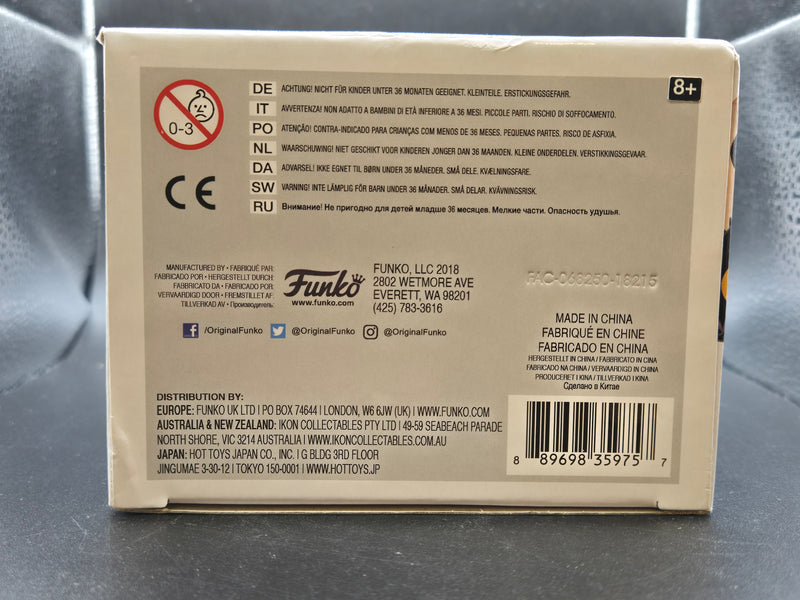 0-3
8+
DE ACHTUNG! NICHT FÜR KINDER UNTER 36 MONATEN GEEIGNET. KLEINTEILE. ERSTICKUNGSGEFAHR.
IT AVVERTENZA! NON ADATTO A BAMBINI DI ETÀ INFERIORE A 36 MESI. PICCOLE PARTI. RISCHIO DI SOFFOCAMENTO.
PO ATENÇÃO! CONTRA-INDICADO PARA CRIANÇAS COM MENOS DE 36 MESES. PEQUENAS PARTES. RISCO DE ASFIXIA.
NL WAARSCHUWING! NIET GESCHIKT VOOR KINDEREN JONGER DAN 36 MAANDEN. KLEINE ONDERDELEN. VERSTIKKINGSGEVAAR.
DA ADVARSEL! IKKE EGNET TIL BØRN UNDER 36 MÅNEDER. SMÅ DELE. KVÆLNINGSFARE.
SW VARNING! INTE LÄMPLIG FÖR BARN UNDER 36 MÅNADER. SMÅ DELAR. KVÄVNINGSRISK.
RU Внимание! Не пригодно для детей младше 36 месяцев. Мелкие части. Опасность удушья.
CE
MANUFACTURED BY • FABRIQUÉ PAR:
FABRICADO POR • HERGESTELLT DURCH:
FABBRICATO DA • FABRICADO POR:
VERVAARDIGD DOOR • FREMSTILLET AF:
TILLVERKAD AV • Производитель:
Funko
www.funko.com
FUNKO, LLC 2018
2802 WETMORE AVE
EVERETT, WA 98201
(425) 783-3616
FAC-066250-18215
/OriginalFunko @OriginalFunko @OriginalFunko
MADE IN CHINA
FABRIQUÉ EN CHINE
FABRICADO EN CHINA
HERGESTELLT IN CHINA / FABBRICATO IN CINA
FABRICADO NA CHINA / VERVAARDIGD IN CHINA
PRODUCERET I KINA / TILLVERKAD I KINA
Сделано в Китае
DISTRIBUTION BY:
EUROPE: FUNKO UK LTD | PO BOX 74644 | LONDON, W6 6JW (UK) | WWW.FUNKO.COM
AUSTRALIA & NEW ZEALAND: IKON COLLECTABLES PTY LTD | 49-59 SEABEACH PARADE
NORTH SHORE, VIC 3214 AUSTRALIA | WWW.IKONCOLLECTABLES.COM.AU
JAPAN: HOT TOYS JAPAN CO., INC. | G BLDG 3RD FLOOR
JINGUMAE 3-30-12 | TOKYO 150-0001 | WWW.HOTTOYS.JP
8 89698 35975 7